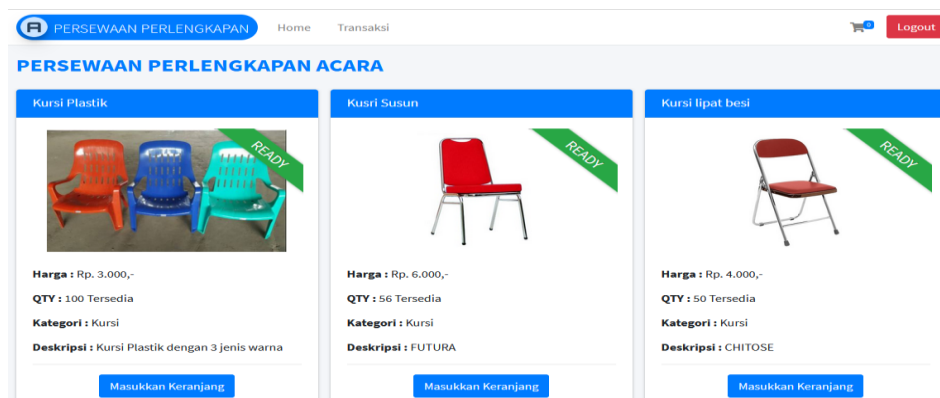 A PERSEWAAN PERLENGKAPAN Home Transaksi 0 Logout
PERSEWAAN PERLENGKAPAN ACARA
Kursi Plastik
READY
Harga : Rp. 3.000,-
QTY : 100 Tersedia
Kategori : Kursi
Deskripsi : Kursi Plastik dengan 3 jenis warna
Masukkan Keranjang
Kusri Susun
READY
Harga : Rp. 6.000,-
QTY : 56 Tersedia
Kategori : Kursi
Deskripsi : FUTURA
Masukkan Keranjang
Kursi lipat besi
READY
Harga : Rp. 4.000,-
QTY : 50 Tersedia
Kategori : Kursi
Deskripsi : CHITOSE
Masukkan Keranjang